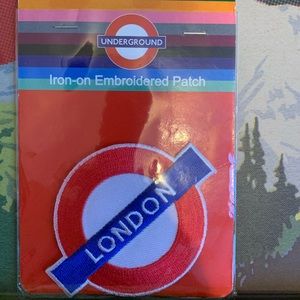 UNDERGROUND
Iron-on Embroidered Patch
LONDON